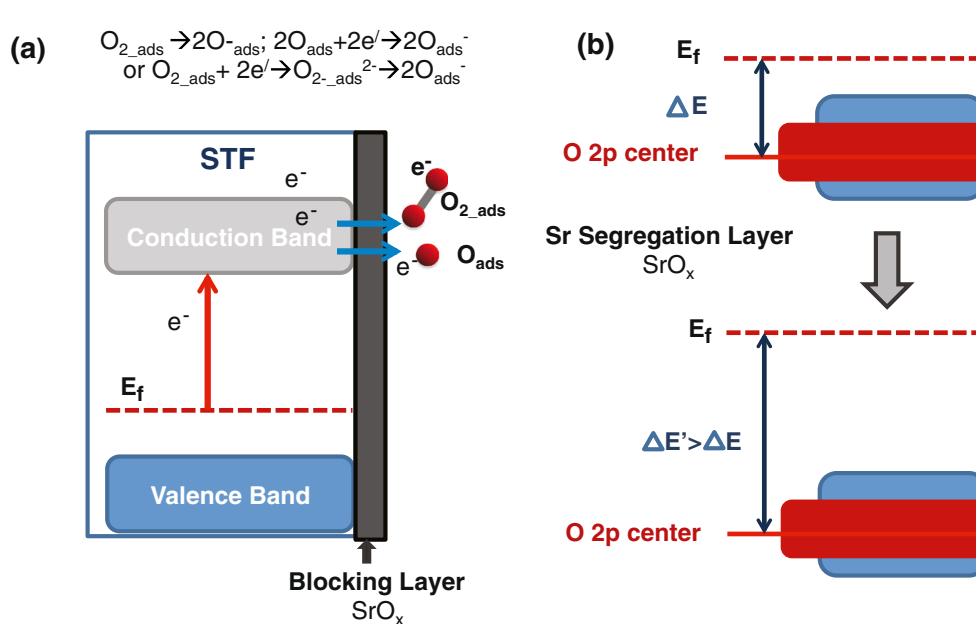 (a)
O2_ads →2O-ads; 2Oads+2e/→2Oads-
or O2_ads+ 2e/→O2-_ads2-→2Oads-
STF
e-
e-
Conduction Band
e-
O2_ads
e-
Oads
e-
Ef
Valence Band
Blocking Layer
SrOx
(b)
Ef
ΔE
O 2p center
Sr Segregation Layer
SrOx
Ef
ΔE'>ΔE
O 2p center